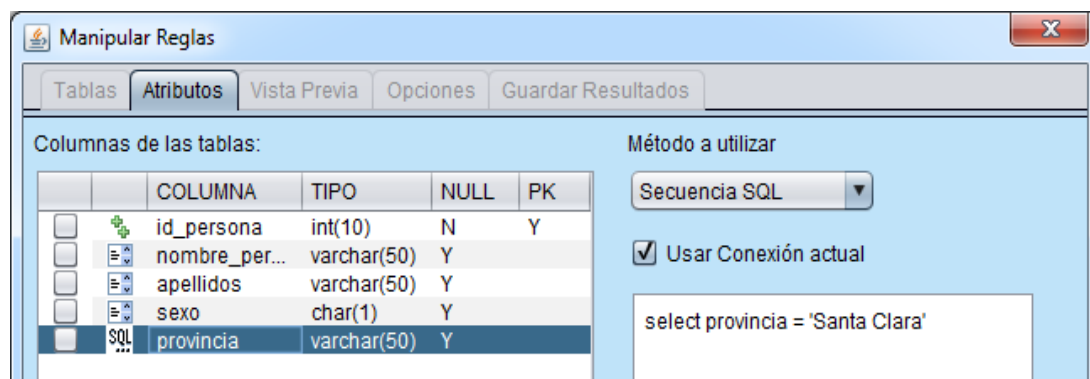 Manipular Reglas
Tablas Atributos Vista Previa Opciones Guardar Resultados
Columnas de las tablas:
COLUMNA TIPO NULL PK
id_persona int(10) N Y
nombre_per... varchar(50) Y
apellidos varchar(50) Y
sexo char(1) Y
SQL provincia varchar(50) Y
Método a utilizar
Secuencia SQL
Usar Conexión actual
select provincia = 'Santa Clara'